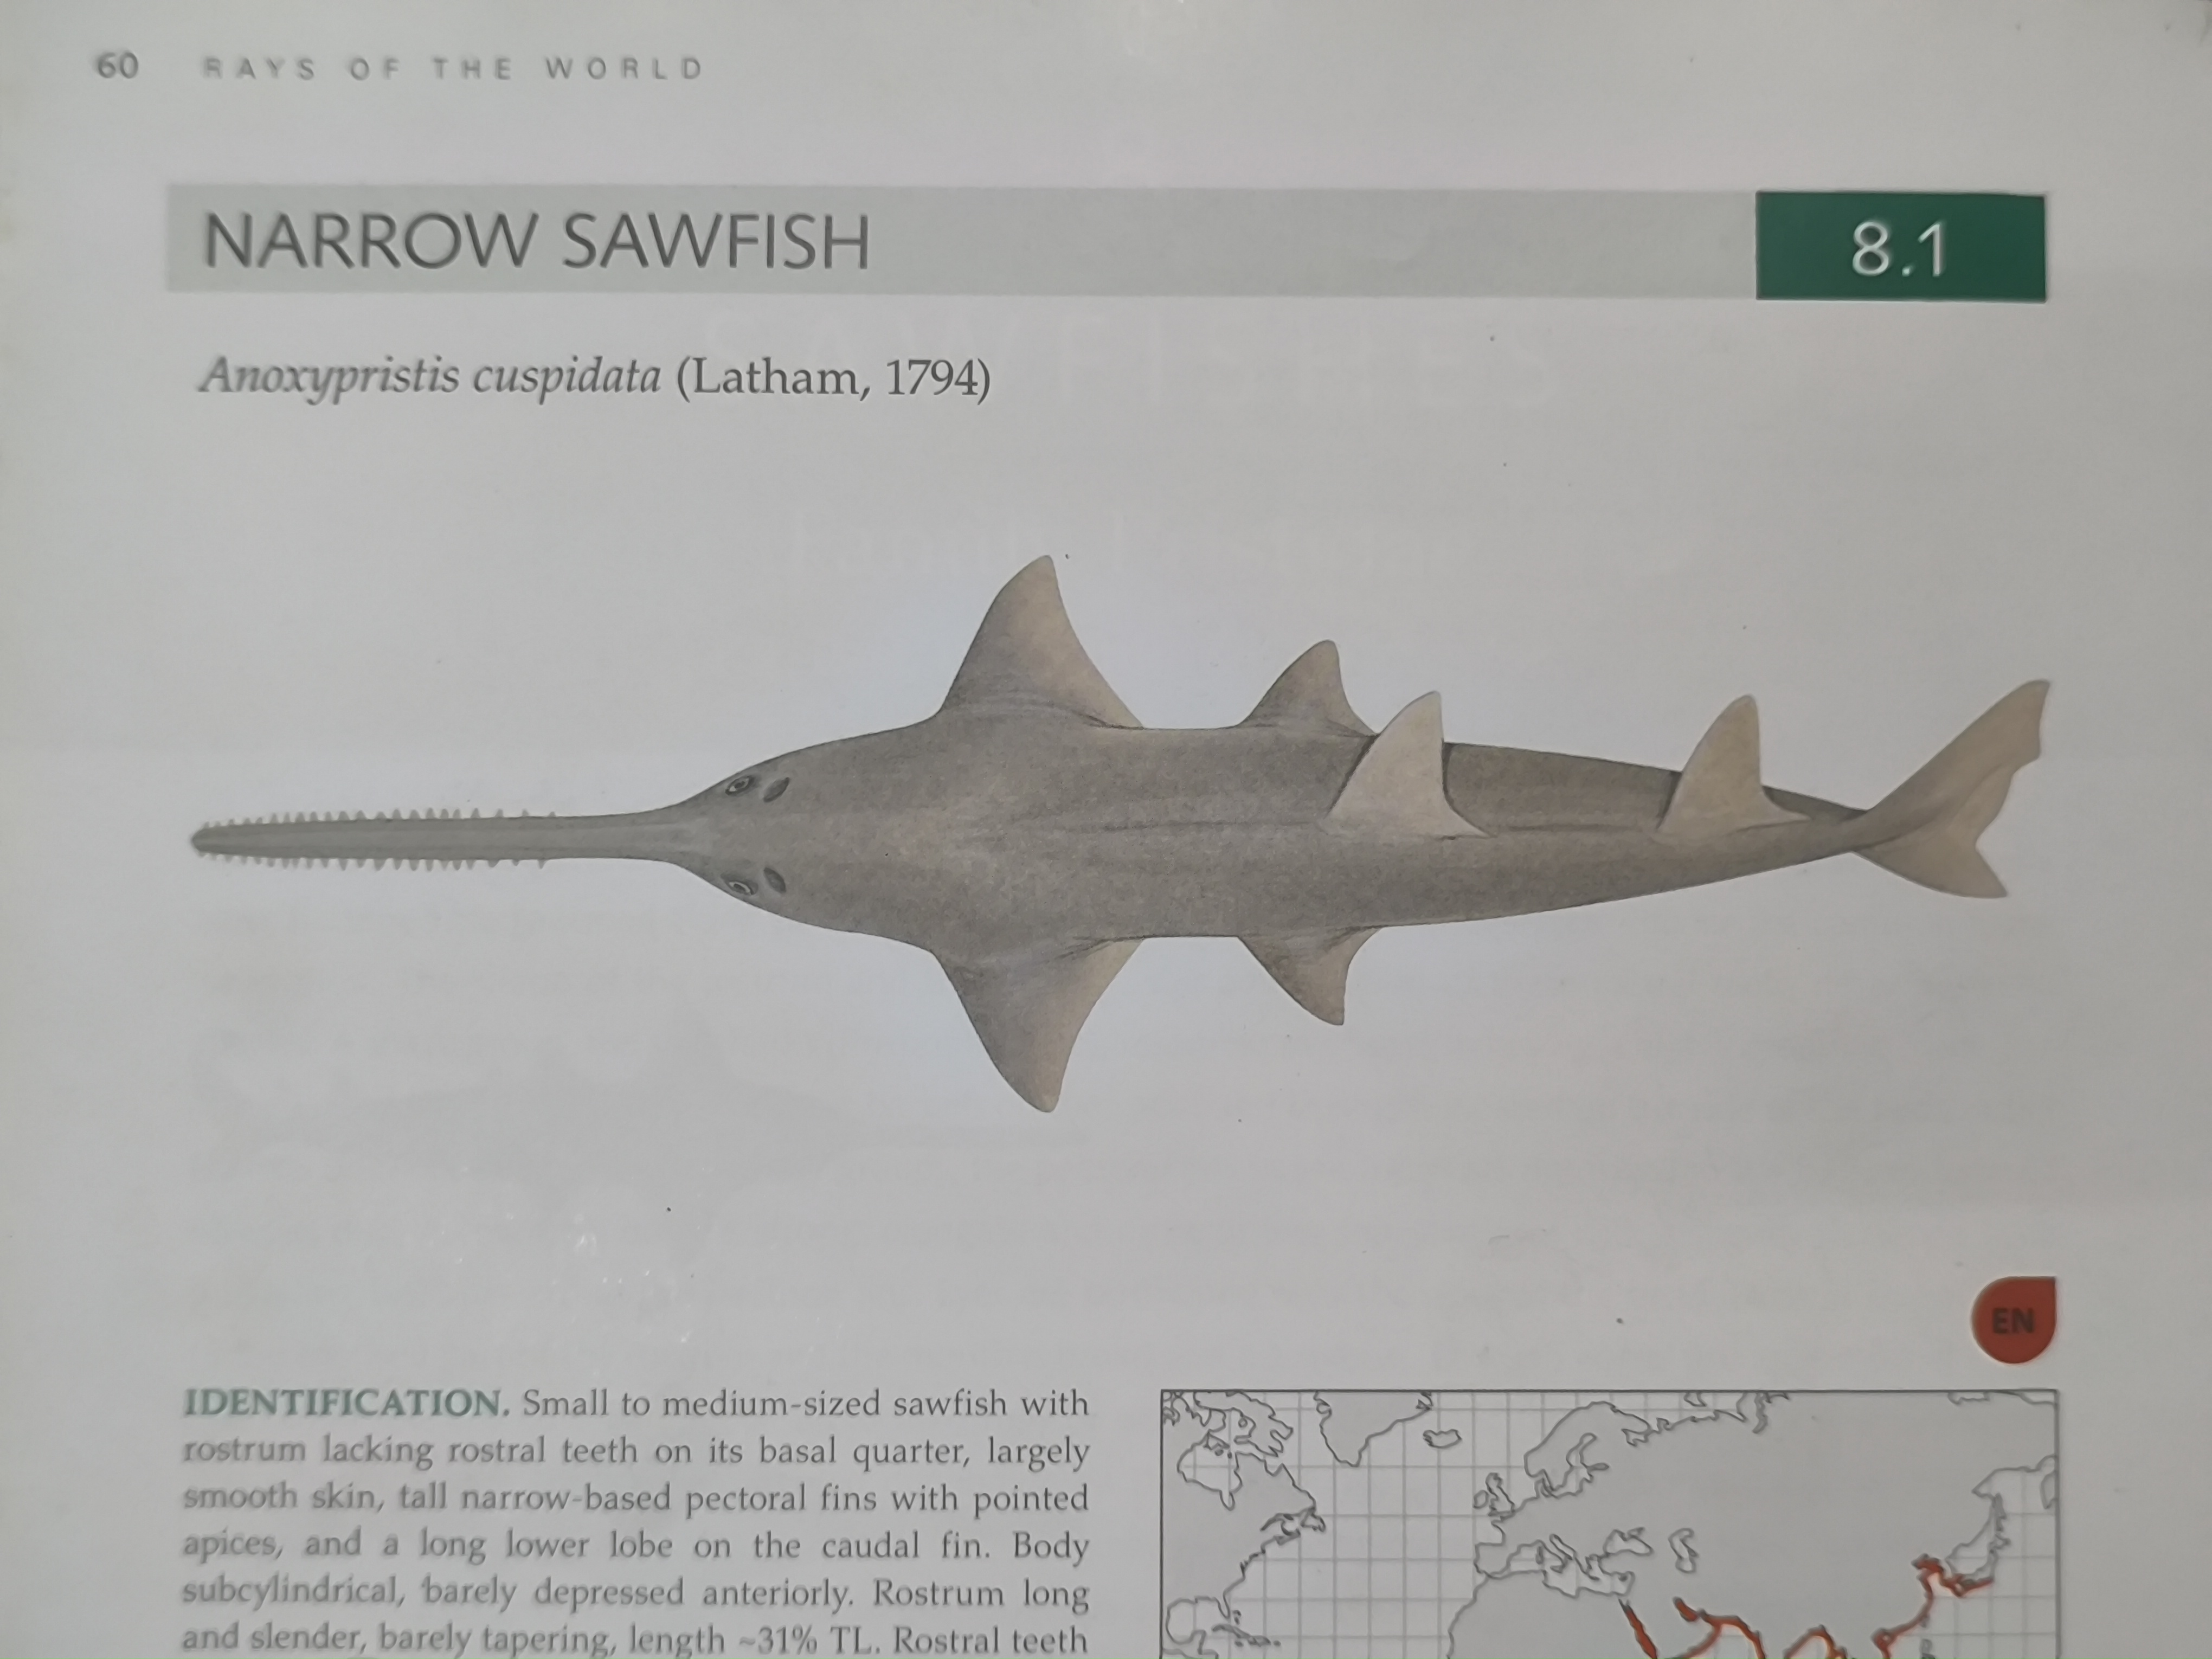 60 RAYS OF THE WORLD
NARROW SAWFISH 8.1
Anoxypristis cuspidata (Latham, 1794)
EN
IDENTIFICATION. Small to medium-sized sawfish with
rostrum lacking rostral teeth on its basal quarter, largely
smooth skin, tall narrow-based pectoral fins with pointed
apices, and a long lower lobe on the caudal fin. Body
subcylindrical, barely depressed anteriorly. Rostrum long
and slender, barely tapering, length ~31% TL. Rostral teeth